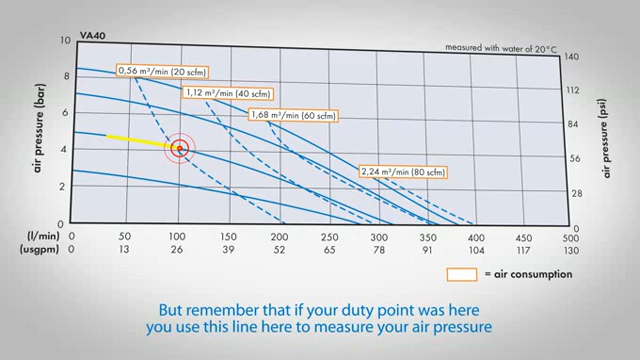 VA40
measured with water of 20°C
air pressure (bar)
10
8
6
4
2
0
0,56 m³/min (20 scfm)
1,12 m³/min (40 scfm)
1,68 m³/min (60 scfm)
2,24 m³/min (80 scfm)
140
112
84
56
28
0
air pressure (psi)
(l/min) 0 50 100 150 200 250 300 350 400 450 500
(usgpm) 0 13 26 39 52 65 78 91 104 117 130
= air consumption
But remember that if your duty point was here
you use this line here to measure your air pressure